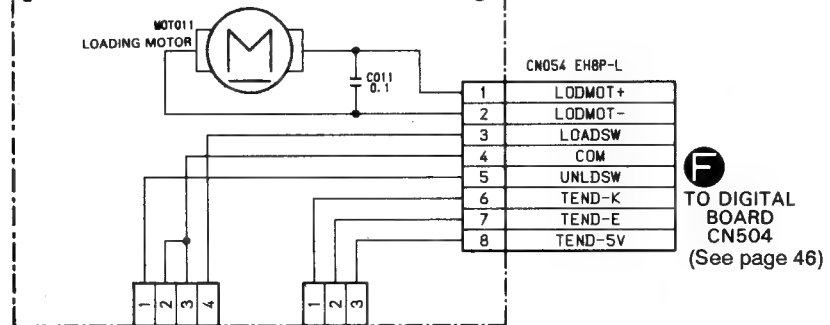 MOTO11
LOADING MOTOR
M
C011
0.1
CN054 EH8P-L
1 LODMOT+
2 LODMOT-
3 LOADSW
4 COM
5 UNLDSW
6 TEND-K
7 TEND-E
8 TEND-5V
F
TO DIGITAL
BOARD
CN504
(See page 46)
1 2 3 4
1 2 3